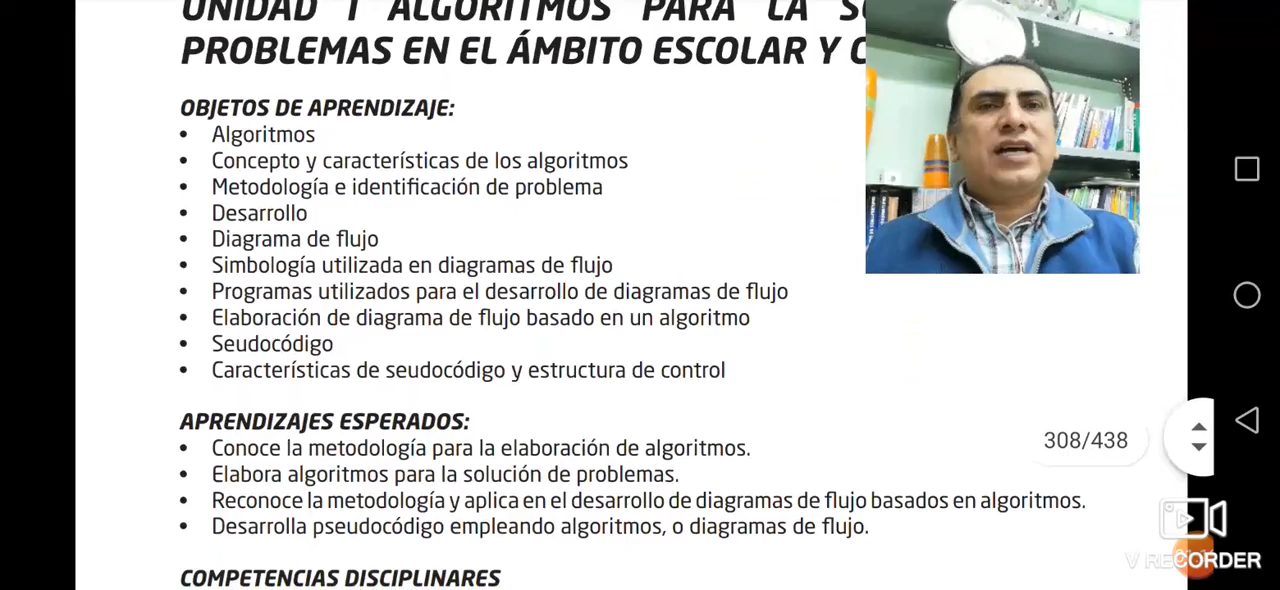 UNIDAD I ALGORITMOS PARA LA
PROBLEMAS EN EL ÁMBITO ESCOLAR Y
OBJETOS DE APRENDIZAJE:
• Algoritmos
• Concepto y características de los algoritmos
• Metodología e identificación de problema
• Desarrollo
• Diagrama de flujo
• Simbología utilizada en diagramas de flujo
• Programas utilizados para el desarrollo de diagramas de flujo
• Elaboración de diagrama de flujo basado en un algoritmo
• Seudocódigo
• Características de seudocódigo y estructura de control
APRENDIZAJES ESPERADOS:
• Conoce la metodología para la elaboración de algoritmos.
• Elabora algoritmos para la solución de problemas.
• Reconoce la metodología y aplica en el desarrollo de diagramas de flujo basados en algoritmos.
• Desarrolla pseudocódigo empleando algoritmos, o diagramas de flujo.
308/438
COMPETENCIAS DISCIPLINARES
V RECORDER